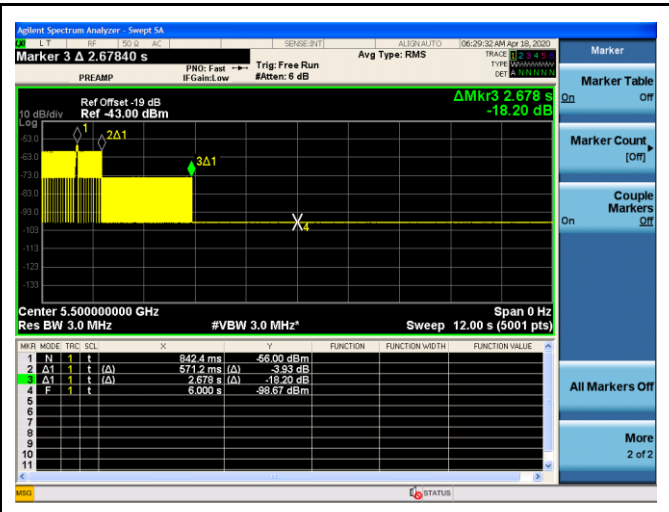 Agilent Spectrum Analyzer - Swept SA
LXI L T RF 50 Ω AC SENSE:INT ALIGN AUTO 06:29:32 AM Apr 18, 2020
Marker 3 Δ 2.67840 s
PREAMP
PNO: Fast
IFGain:Low
Trig: Free Run
#Atten: 6 dB
Avg Type: RMS
TRACE 1 2 3 4 5 6
TYPE
DET A N N N N N
Ref Offset -19 dB
10 dB/div Ref -43.00 dBm
Log
ΔMkr3 2.678 s
-18.20 dB
-53.0
-63.0
-73.0
-83.0
-93.0
-103
-113
-123
-133
1
2Δ1
3Δ1
4
Center 5.500000000 GHz Span 0 Hz
Res BW 3.0 MHz #VBW 3.0 MHz* Sweep 12.00 s (5001 pts)
MKR MODE TRC SCL X Y FUNCTION FUNCTION WIDTH FUNCTION VALUE
1 N 1 t 842.4 ms -56.00 dBm
2 Δ1 1 t (Δ) 571.2 ms (Δ) -3.93 dB
3 Δ1 1 t (Δ) 2.678 s (Δ) -18.20 dB
4 F 1 t 6.000 s -98.67 dBm
5
6
7
8
9
10
11
MSG STATUS
Marker
Marker Table
On Off
Marker Count
[Off]
Couple
Markers
On Off
All Markers Off
More
2 of 2